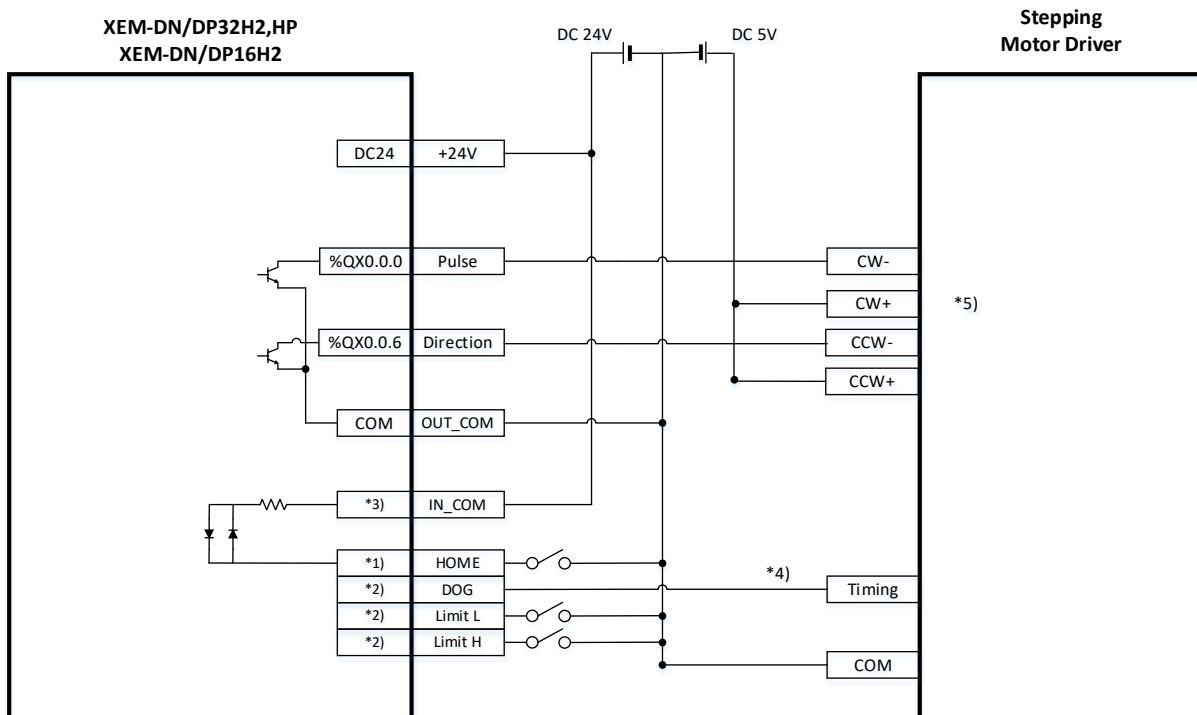 XEM-DN/DP32H2,HP
XEM-DN/DP16H2
DC 24V
DC 5V
Stepping
Motor Driver
DC24 +24V
%QX0.0.0 Pulse
CW-
CW+ *5)
%QX0.0.6 Direction
CCW-
CCW+
COM OUT_COM
*3) IN_COM
*1) HOME
*2) DOG
*4)
Timing
*2) Limit L
*2) Limit H
COM